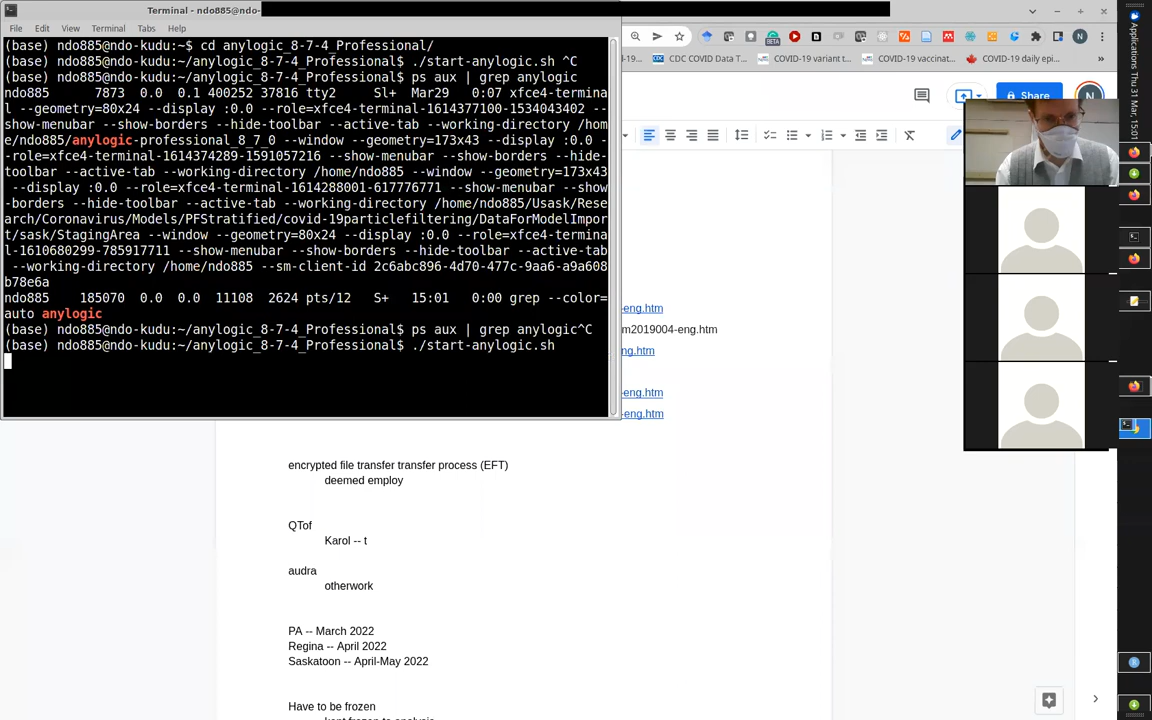 Terminal - ndo885@ndo-
File Edit View Terminal Tabs Help
(base) ndo885@ndo-kudu:~$ cd anylogic_8-7-4_Professional/
(base) ndo885@ndo-kudu:~/anylogic_8-7-4_Professional$ ./start-anylogic.sh ^C
(base) ndo885@ndo-kudu:~/anylogic_8-7-4_Professional$ ps aux | grep anylogic
ndo885 7873 0.0 0.1 400252 37816 tty2 Sl+ Mar29 0:07 xfce4-termina
l --geometry=80x24 --display :0.0 --role=xfce4-terminal-1614377100-1534043402 --
show-menubar --show-borders --hide-toolbar --active-tab --working-directory /hom
e/ndo885/anylogic-professional_8_7_0 --window --geometry=173x43 --display :0.0 -
-role=xfce4-terminal-1614374289-1591057216 --show-menubar --show-borders --hide-
toolbar --active-tab --working-directory /home/ndo885 --window --geometry=173x43
--display :0.0 --role=xfce4-terminal-1614288001-617776771 --show-menubar --show
-borders --hide-toolbar --active-tab --working-directory /home/ndo885/Usask/Rese
arch/Coronavirus/Models/PFStratified/covid-19particlefiltering/DataForModelImpor
t/sask/StagingArea --window --geometry=80x24 --display :0.0 --role=xfce4-termina
l-1610680299-785917711 --show-menubar --show-borders --hide-toolbar --active-tab
--working-directory /home/ndo885 --sm-client-id 2c6abc896-4d70-477c-9aa6-a9a608
b78e6a
ndo885 185070 0.0 0.0 11108 2624 pts/12 S+ 15:01 0:00 grep --color=
auto anylogic
(base) ndo885@ndo-kudu:~/anylogic_8-7-4_Professional$ ps aux | grep anylogic^C
(base) ndo885@ndo-kudu:~/anylogic_8-7-4_Professional$ ./start-anylogic.sh
BETA
N
-19... CDC COVID Data T... COVID-19 variant t... COVID-19 vaccinat... COVID-19 daily epi... »
Share
N
-eng.htm
m2019004-eng.htm
ng.htm
-eng.htm
-eng.htm
encrypted file transfer transfer process (EFT)
deemed employ
QTof
Karol -- t
audra
otherwork
PA -- March 2022
Regina -- April 2022
Saskatoon -- April-May 2022
Have to be frozen
kept frozen to analysis
Applications Thu 31 Mar, 15:01